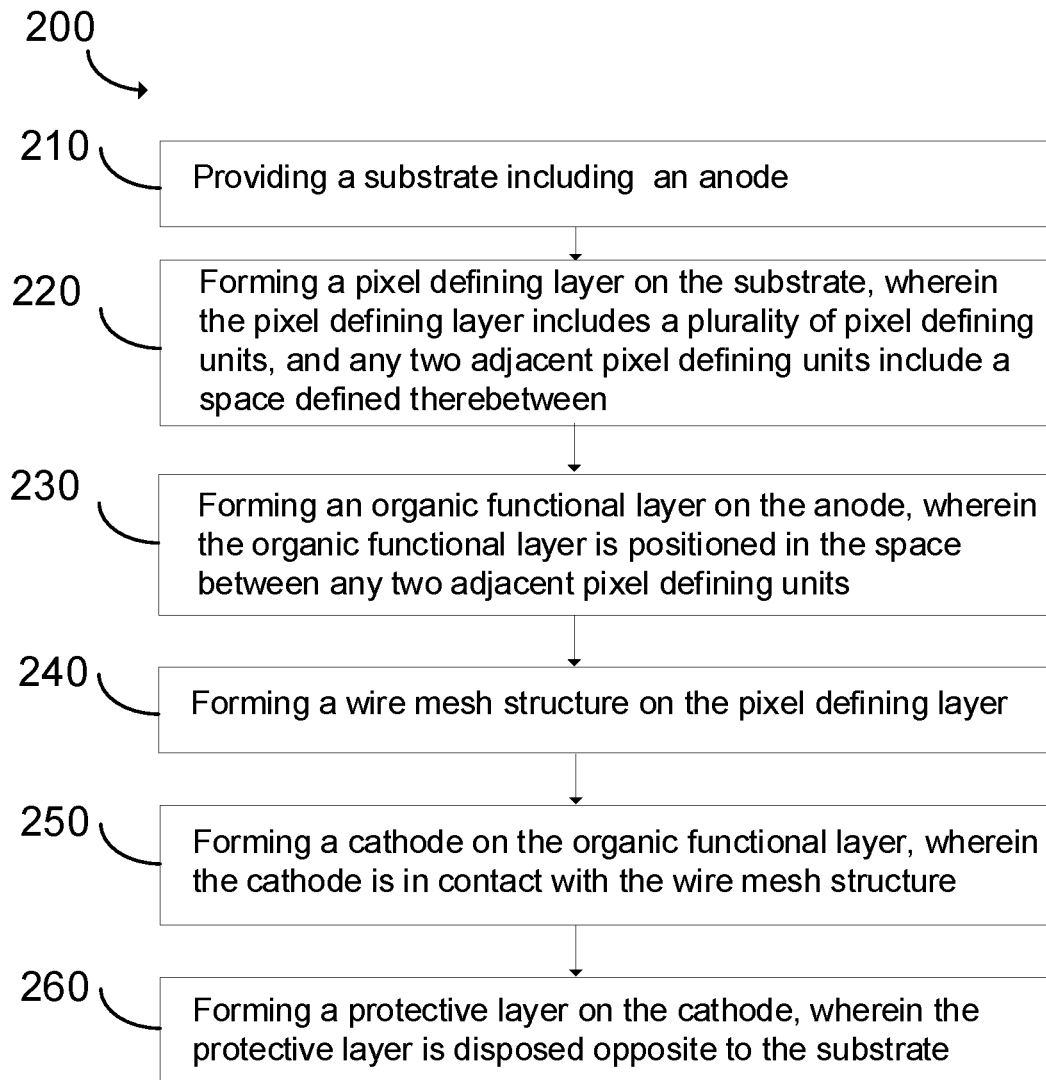 200
210
Providing a substrate including an anode
220
Forming a pixel defining layer on the substrate, wherein
the pixel defining layer includes a plurality of pixel defining
units, and any two adjacent pixel defining units include a
space defined therebetween
230
Forming an organic functional layer on the anode, wherein
the organic functional layer is positioned in the space
between any two adjacent pixel defining units
240
Forming a wire mesh structure on the pixel defining layer
250
Forming a cathode on the organic functional layer, wherein
the cathode is in contact with the wire mesh structure
260
Forming a protective layer on the cathode, wherein the
protective layer is disposed opposite to the substrate